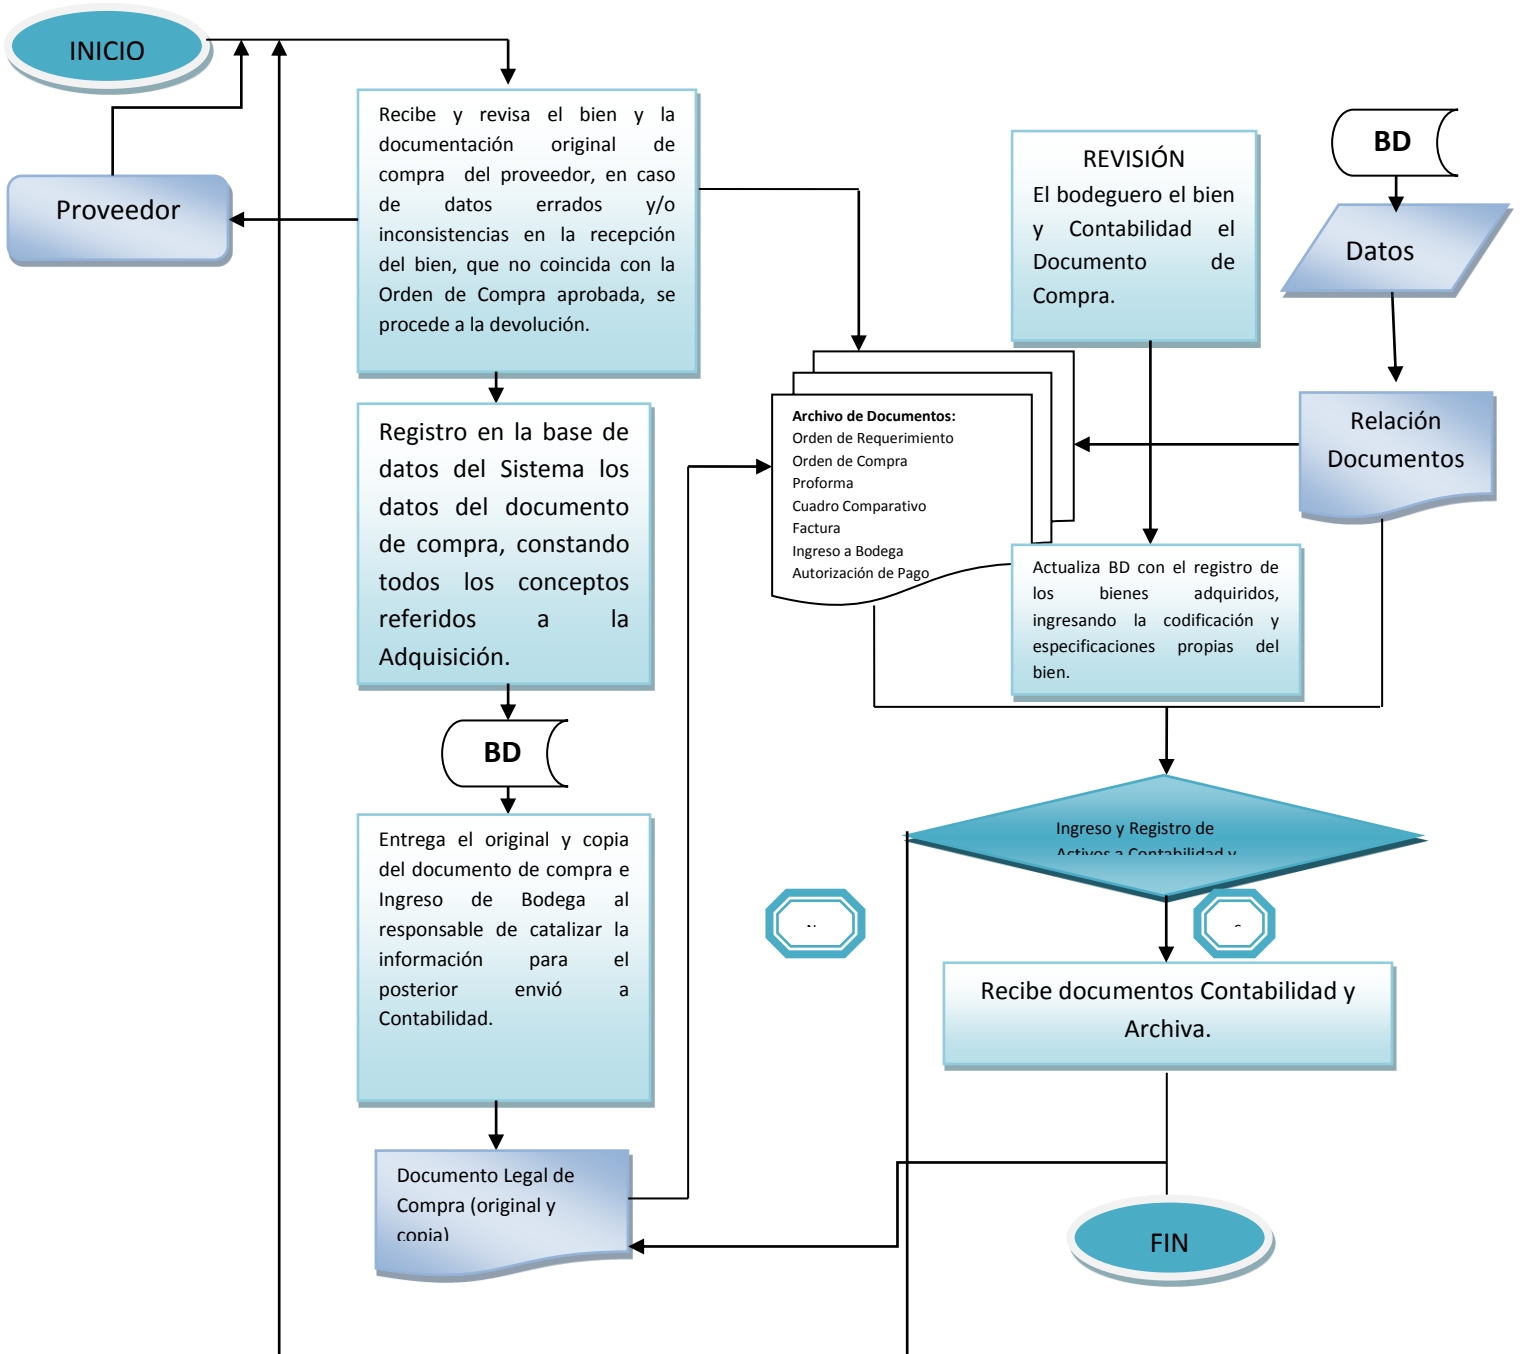 INICIO
Proveedor
Recibe y revisa el bien y la
documentación original de
compra del proveedor, en caso
de datos errados y/o
inconsistencias en la recepción
del bien, que no coincida con la
Orden de Compra aprobada, se
procede a la devolución.
Registro en la base de
datos del Sistema los
datos del documento
de compra, constando
todos los conceptos
referidos a la
Adquisición.
BD
Entrega el original y copia
del documento de compra e
Ingreso de Bodega al
responsable de catalizar la
información para el
posterior envió a
Contabilidad.
Documento Legal de
Compra (original y
copia)
Archivo de Documentos:
Orden de Requerimiento
Orden de Compra
Proforma
Cuadro Comparativo
Factura
Ingreso a Bodega
Autorización de Pago
REVISIÓN
El bodeguero el bien
y Contabilidad el
Documento de
Compra.
Actualiza BD con el registro de
los bienes adquiridos,
ingresando la codificación y
especificaciones propias del
bien.
BD
Datos
Relación
Documentos
Ingreso y Registro de
Activos a Contabilidad y
Recibe documentos Contabilidad y
Archiva.
FIN